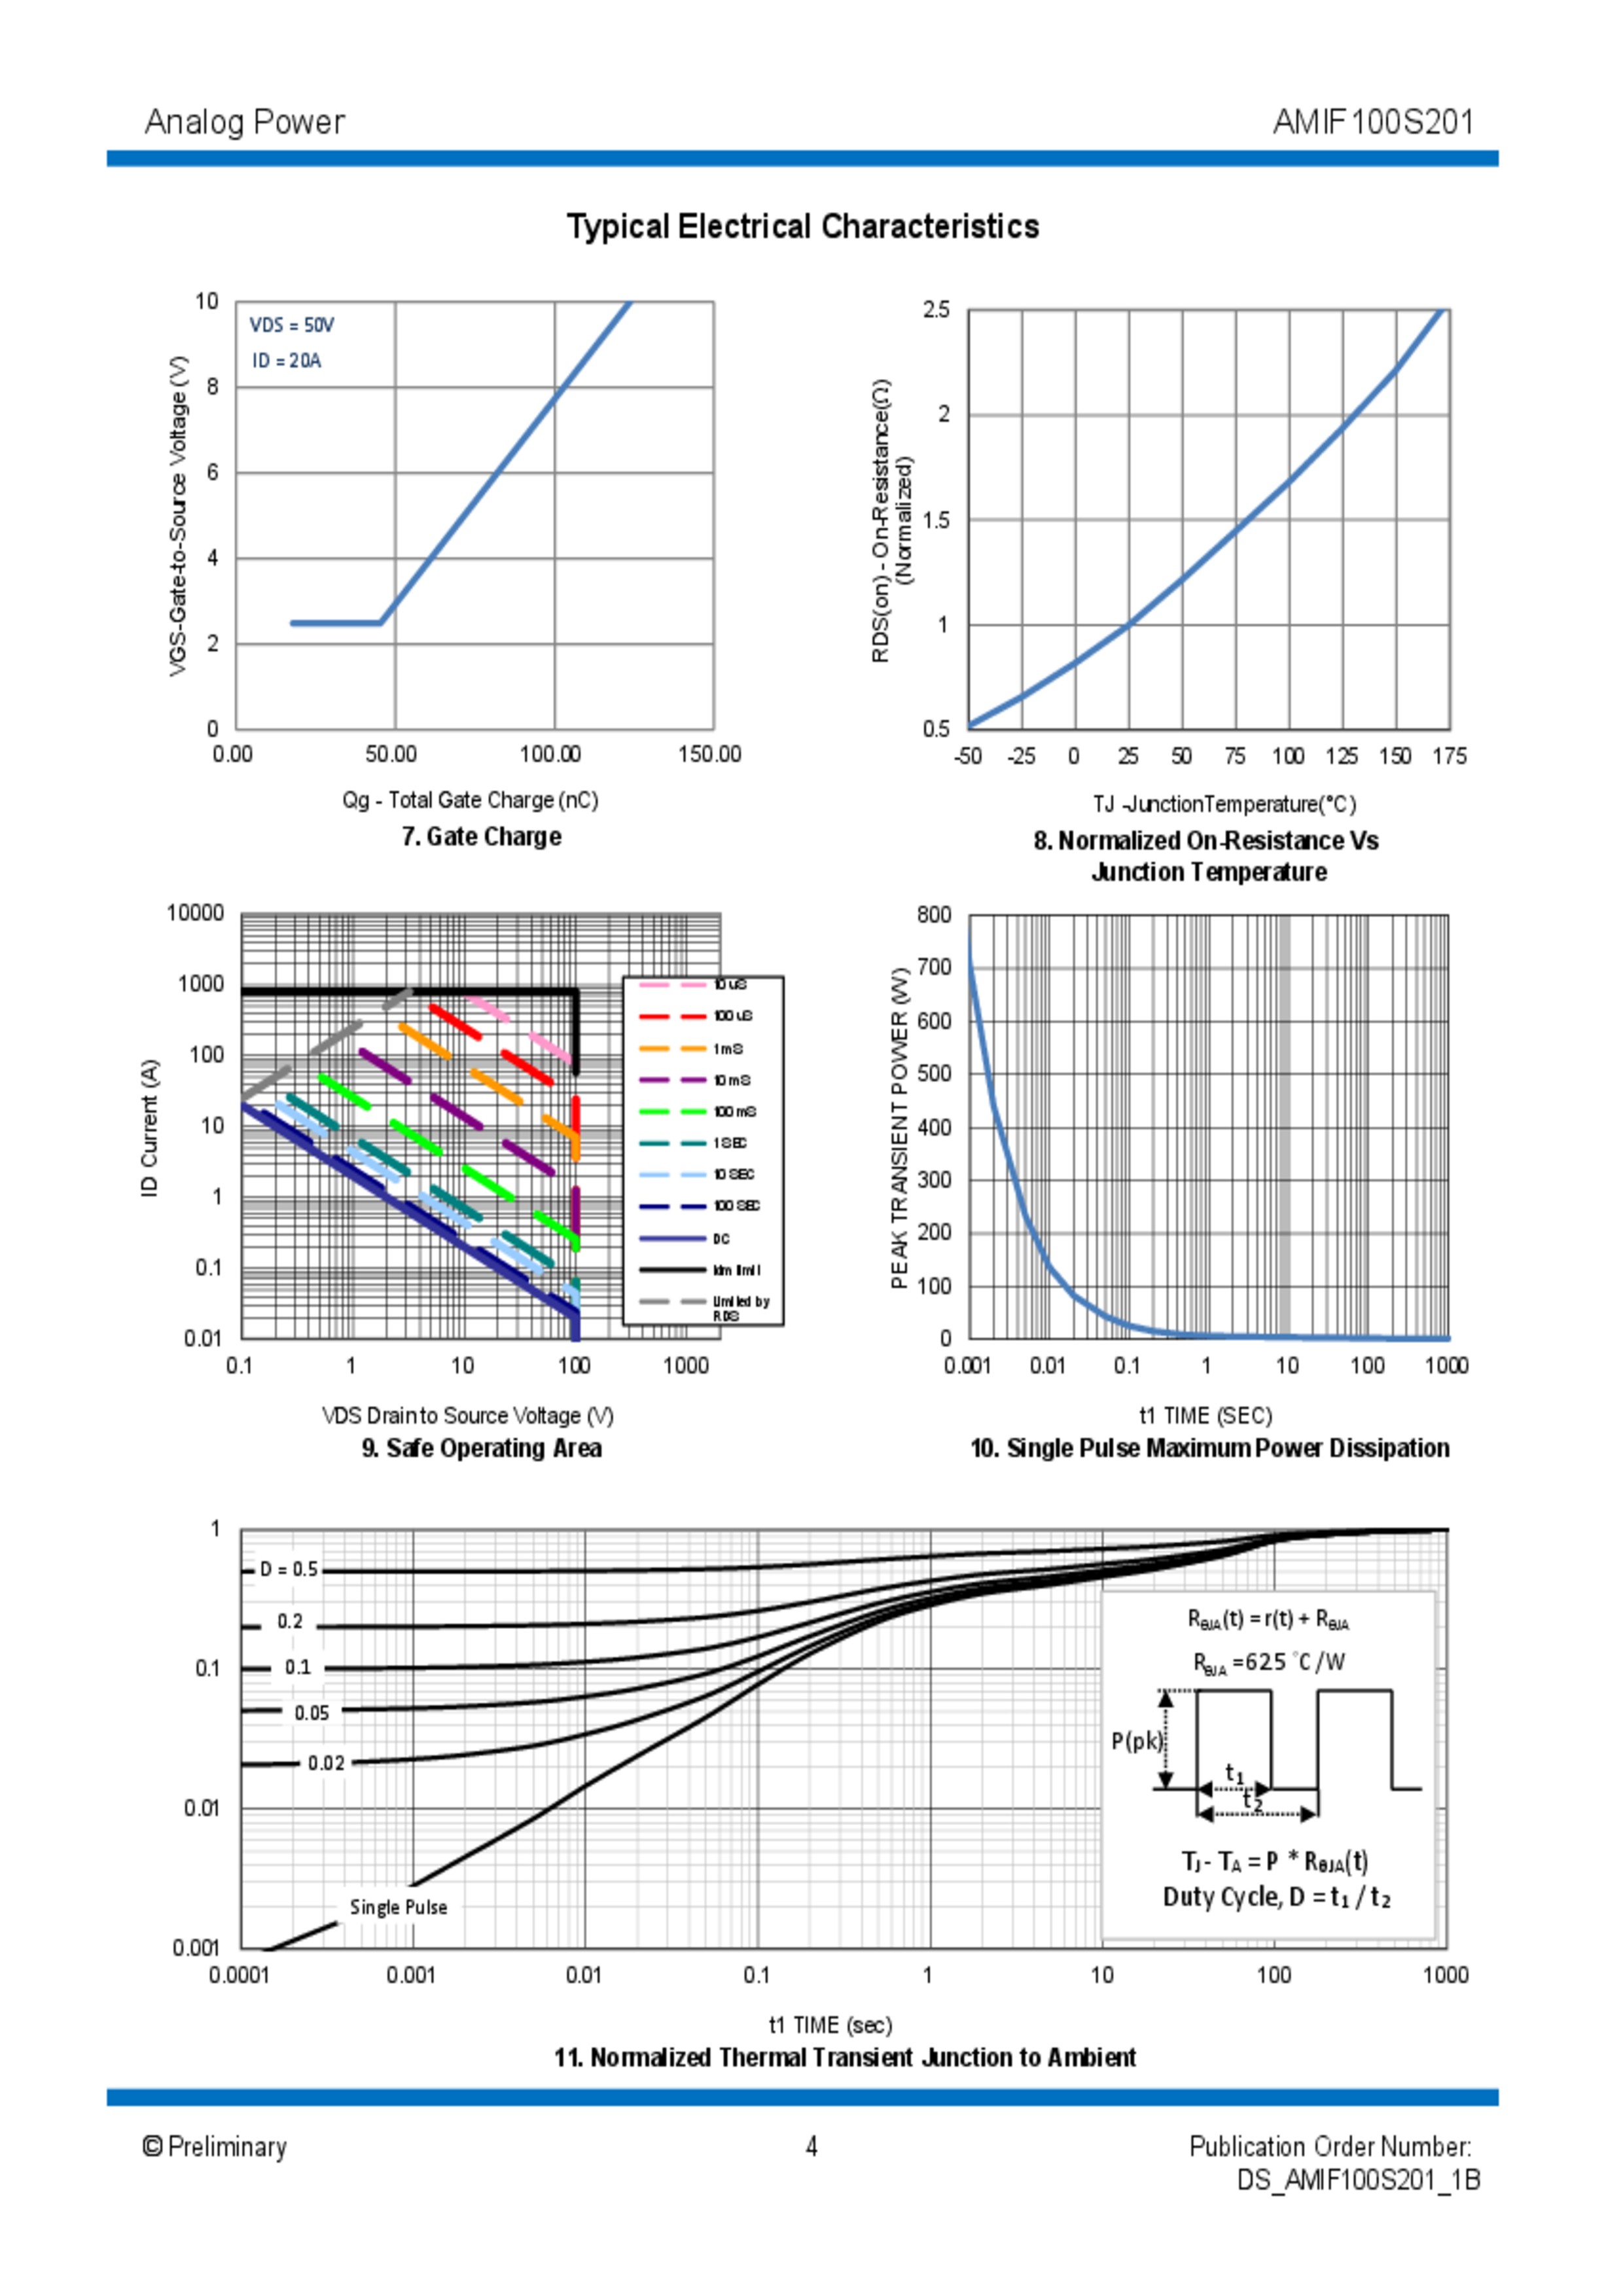 Analog Power
AMIF100S201
Typical Electrical Characteristics
VDS = 50V
ID = 20A
VGS-Gate-to-Source Voltage (V)
10
8
6
4
2
0
0.00 50.00 100.00 150.00
Qg - Total Gate Charge (nC)
7. Gate Charge
RDS(on) - On-Resistance(Ω)
(Normalized)
2.5
2
1.5
1
0.5
-50 -25 0 25 50 75 100 125 150 175
TJ -JunctionTemperature(°C)
8. Normalized On-Resistance Vs
Junction Temperature
ID Current (A)
10000
1000
100
10
1
0.1
0.01
0.1 1 10 100 1000
10 uS
100 uS
1 mS
10 mS
100 mS
1 SEC
10 SEC
100 SEC
DC
Idm limit
Limited by
RDS
VDS Drain to Source Voltage (V)
9. Safe Operating Area
PEAK TRANSIENT POWER (W)
800
700
600
500
400
300
200
100
0
0.001 0.01 0.1 1 10 100 1000
t1 TIME (SEC)
10. Single Pulse Maximum Power Dissipation
1
0.1
0.01
0.001
D = 0.5
0.2
0.1
0.05
0.02
Single Pulse
RθJA(t) = r(t) + RθJA
RθJA =625 °C /W
P(pk)
t1
t2
TJ - TA = P * RθJA(t)
Duty Cycle, D = t1 / t2
0.0001 0.001 0.01 0.1 1 10 100 1000
t1 TIME (sec)
11. Normalized Thermal Transient Junction to Ambient
© Preliminary
4
Publication Order Number:
DS_AMIF100S201_1B